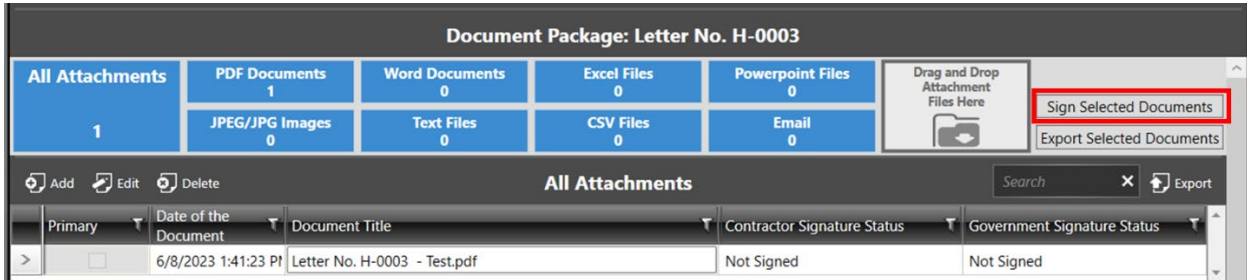 Document Package: Letter No. H-0003
All Attachments
1
PDF Documents
1
Word Documents
0
Excel Files
0
Powerpoint Files
0
JPEG/JPG Images
0
Text Files
0
CSV Files
0
Email
0
Drag and Drop
Attachment
Files Here
Sign Selected Documents
Export Selected Documents
Add Edit Delete All Attachments Search Export
Primary Date of the
Document Document Title Contractor Signature Status Government Signature Status
6/8/2023 1:41:23 Letter No. H-0003 - Test.pdf Not Signed Not Signed